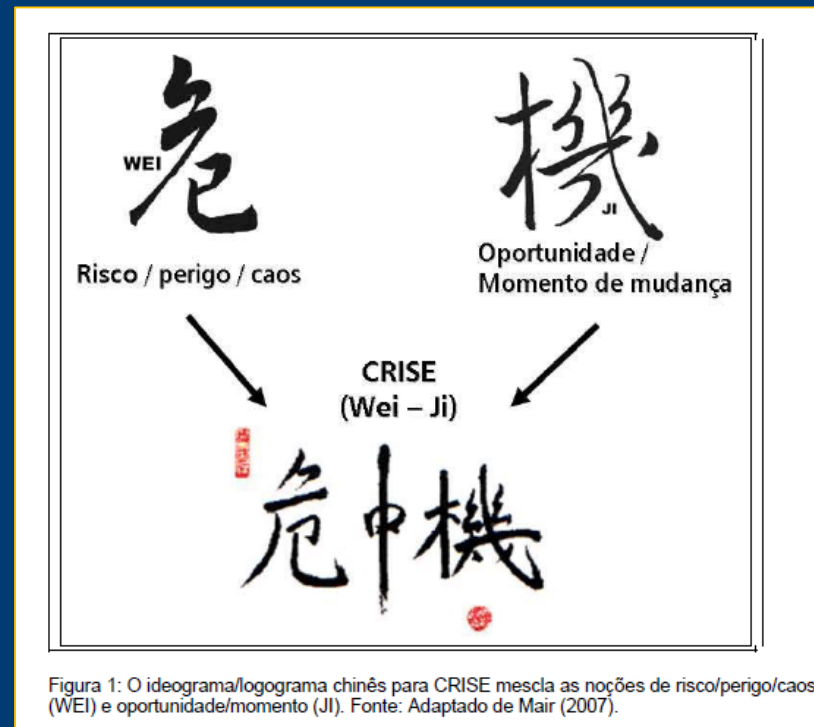 危
機
WEI
JI
Risco / perigo / caos
Oportunidade /
Momento de mudança
CRISE
(Wei – Ji)
危中機
Figura 1: O ideograma/logograma chinês para CRISE mescla as noções de risco/perigo/caos
(WEI) e oportunidade/momento (JI). Fonte: Adaptado de Mair (2007).